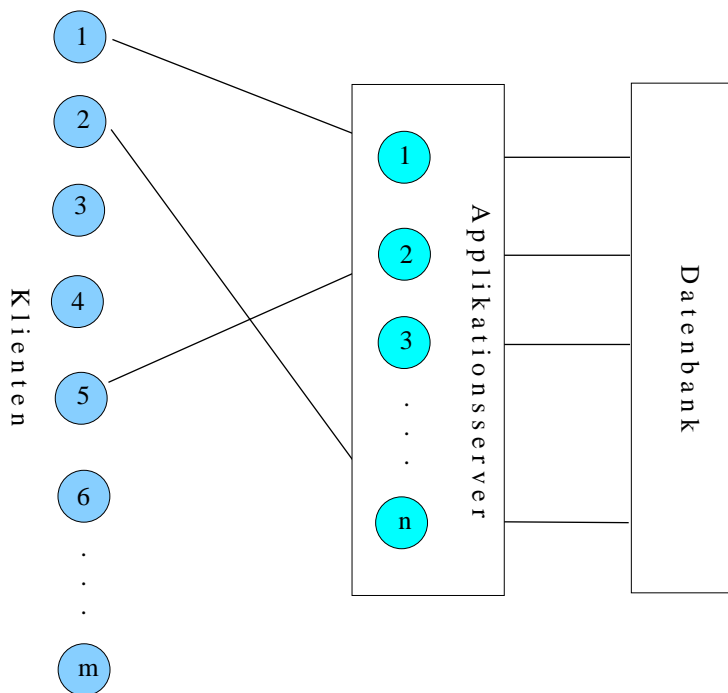 Klienten
1
2
3
4
5
6
. . .
m
1
2
3
. . .
n
Applikationsserver
Datenbank